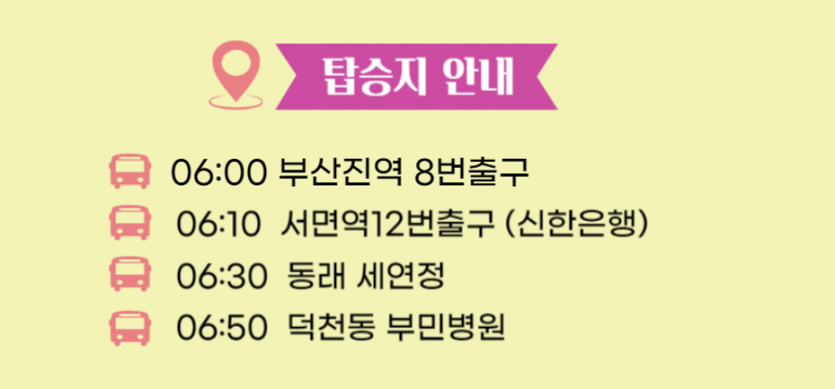 탑승지 안내
06:00 부산진역 8번출구
06:10 서면역12번출구 (신한은행)
06:30 동래 세연정
06:50 덕천동 부민병원